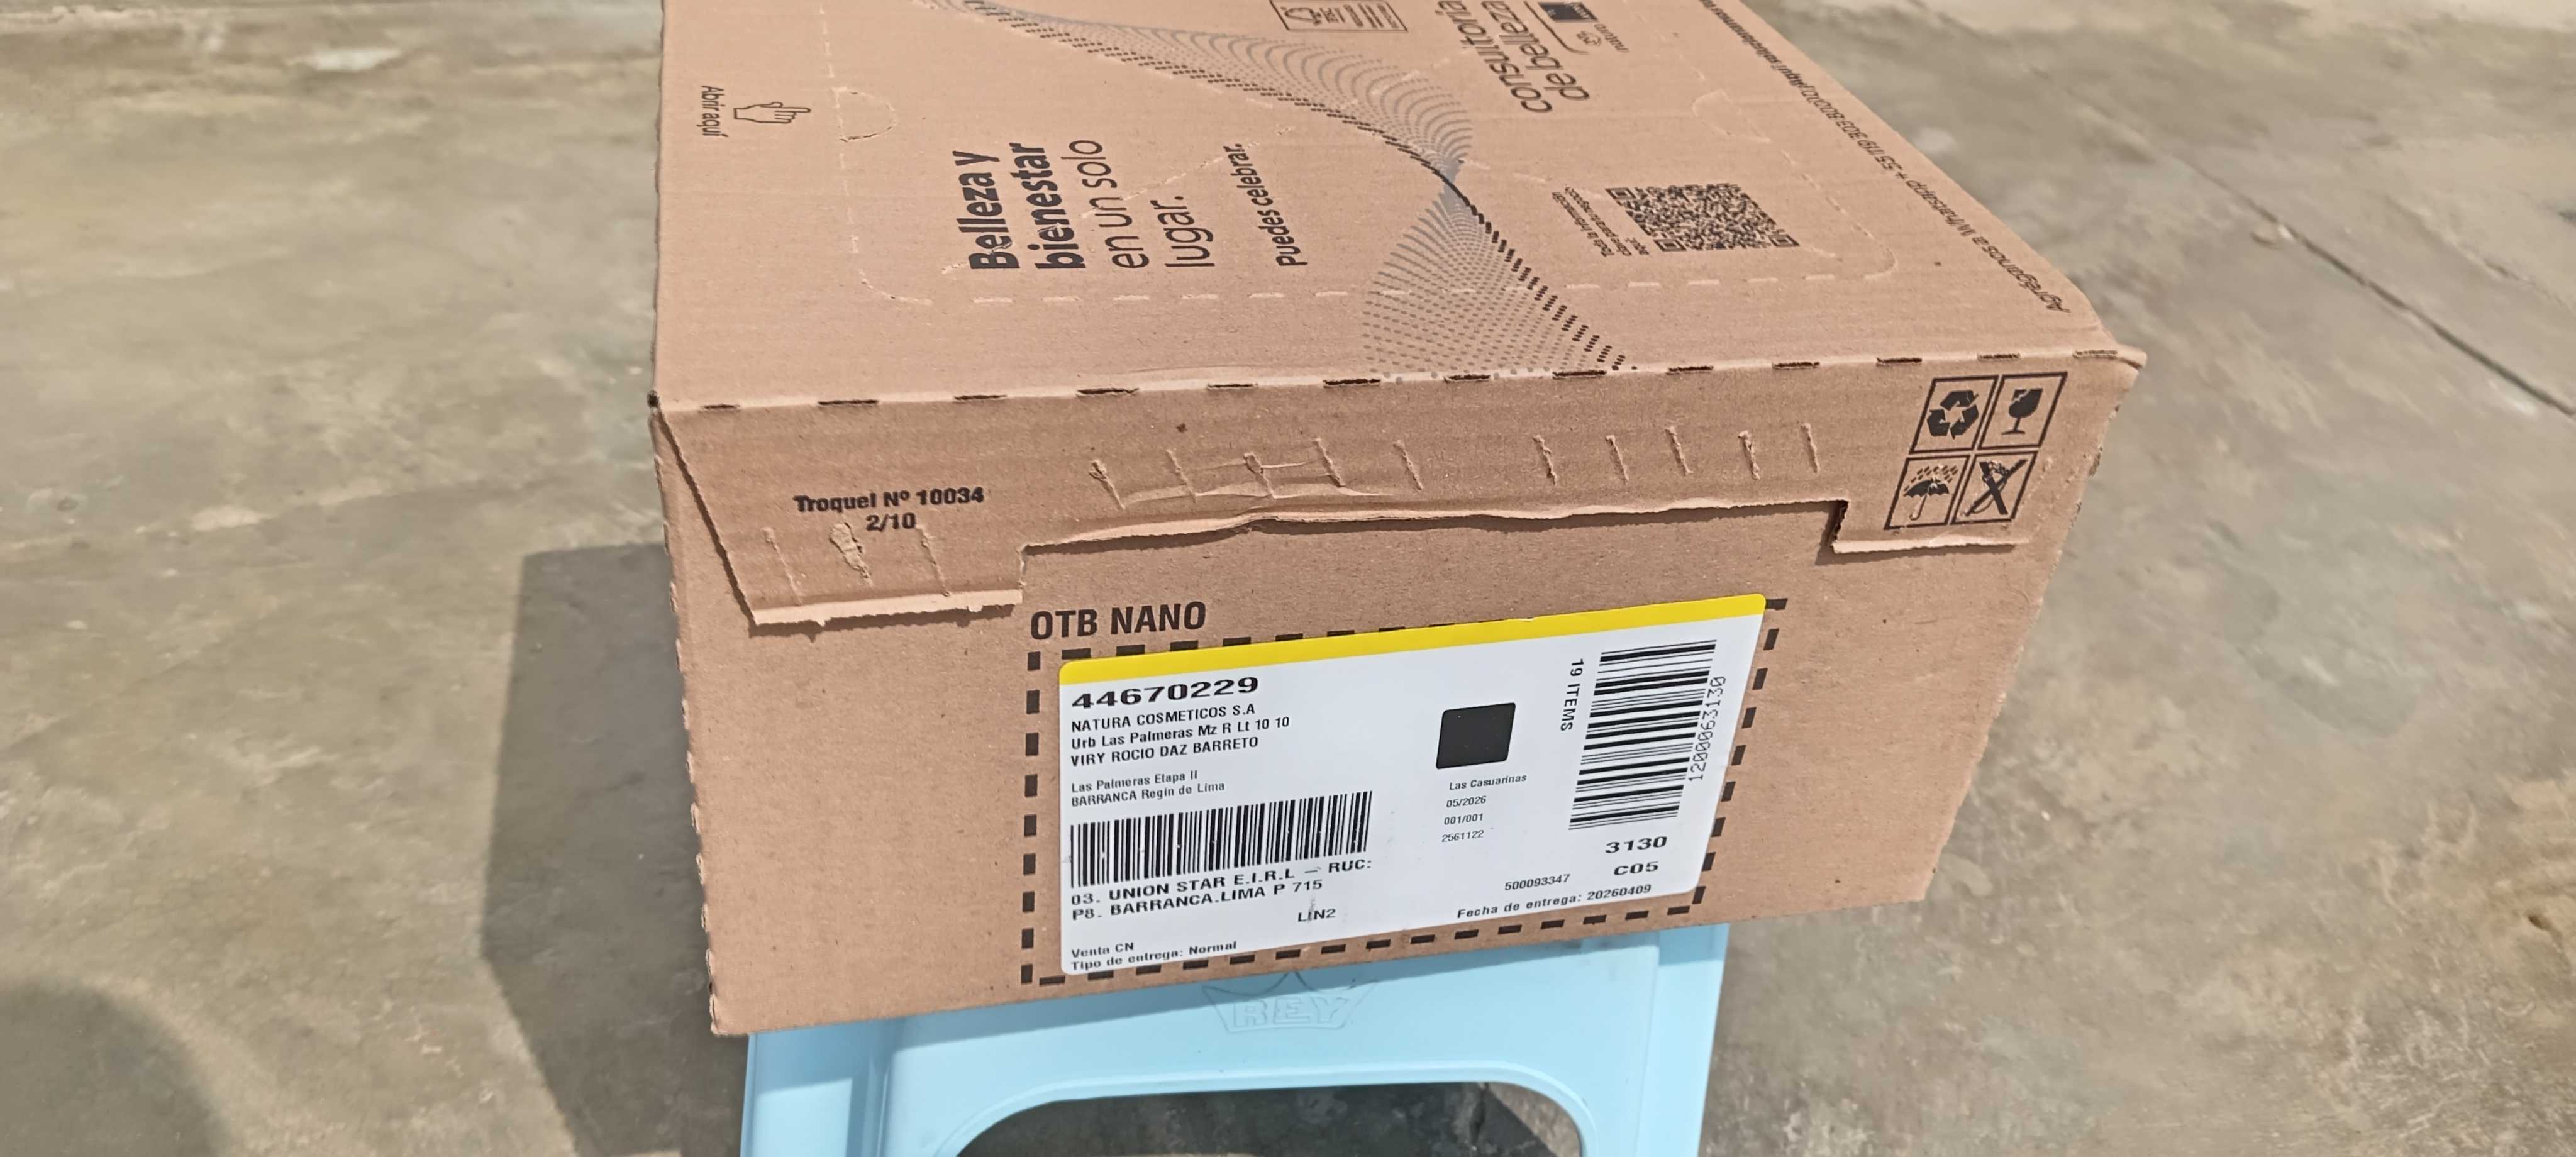 Abrir aquí
Belleza y
bienestar
en un solo
lugar.
Puedes celebrar.
consultoría
de belleza
natura
Agréganos a Whatsapp
Troquel Nº 10034
2/10
OTB NANO
44670229
NATURA COSMETICOS S.A
Urb Las Palmeras Mz R Lt 10 10
VIRY ROCIO DAZ BARRETO
Las Palmeras Etapa II
BARRANCA Regin de Lima
03. UNION STAR E.I.R.L — RUC:
P8. BARRANCA.LIMA P 715
LIN2
Venta CN
Tipo de entrega: Normal
Las Casuarinas
05/2026
001/001
2561122
19 ITEMS
1200063130
3130
C05
500093347
Fecha de entrega: 20260409
REY